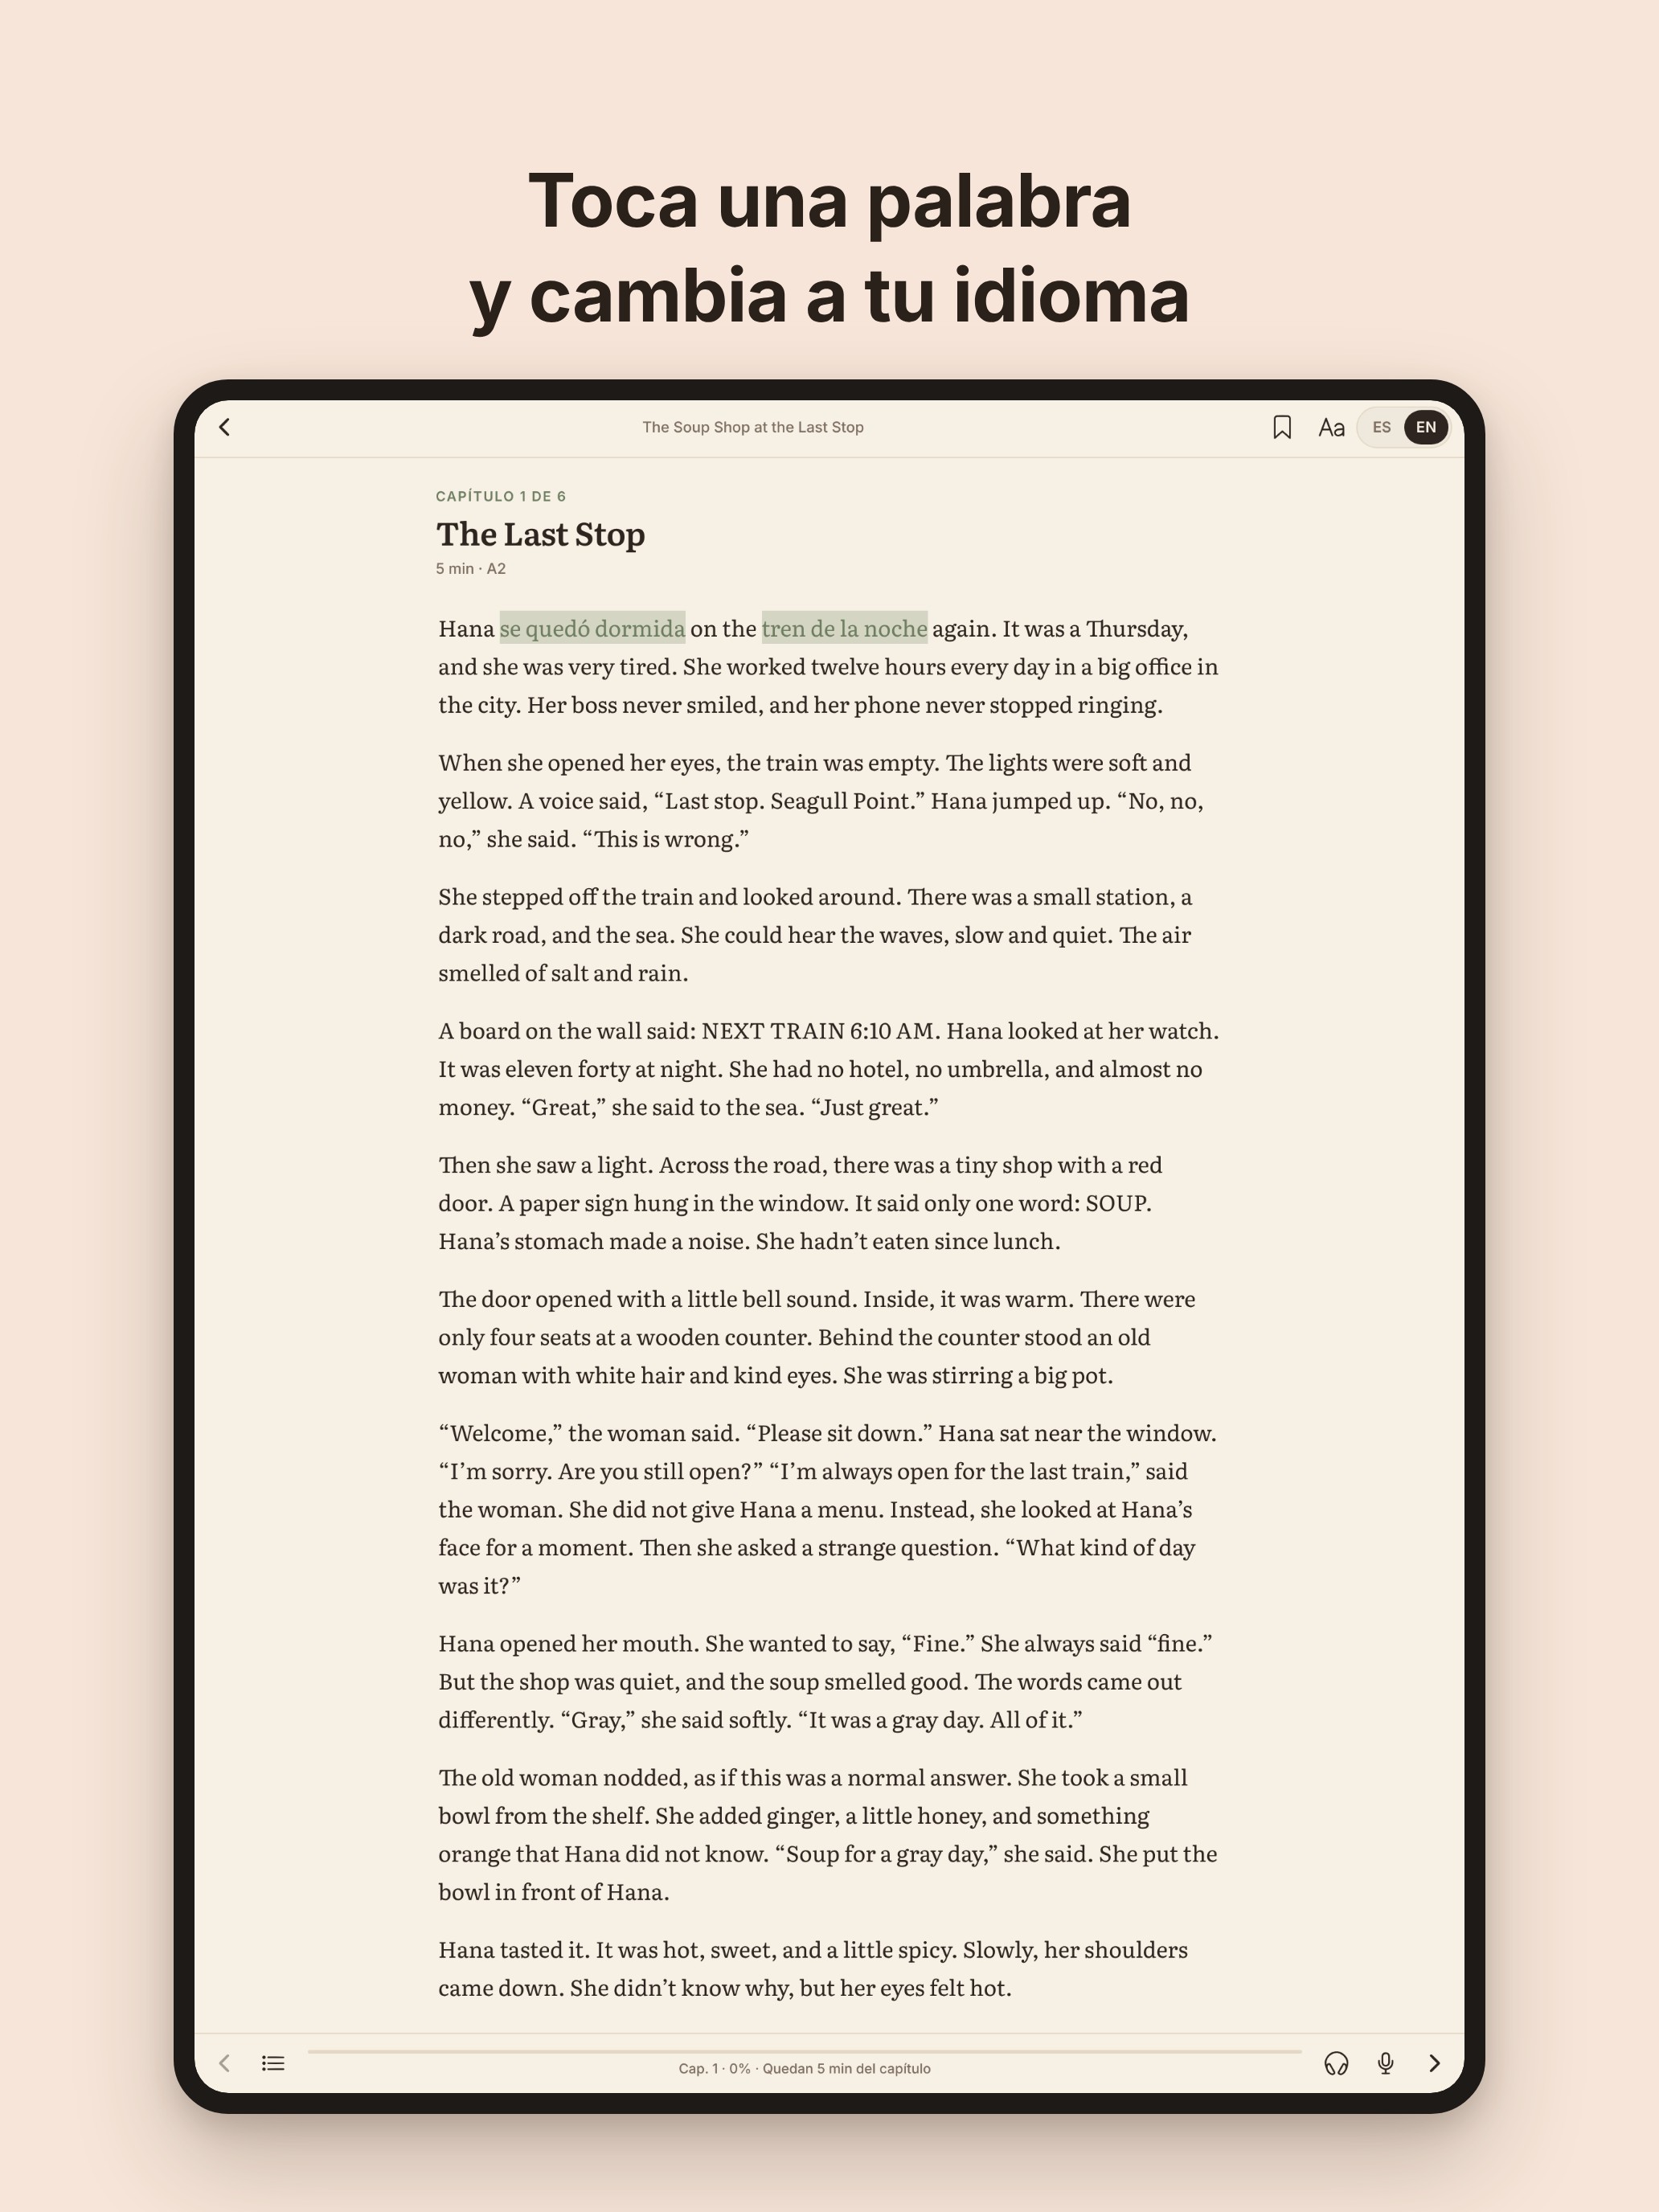 Toca una palabra
y cambia a tu idioma
The Soup Shop at the Last Stop
Aa
ES
EN
CAPÍTULO 1 DE 6
The Last Stop
5 min · A2
Hana se quedó dormida on the tren de la noche again. It was a Thursday,
and she was very tired. She worked twelve hours every day in a big office in
the city. Her boss never smiled, and her phone never stopped ringing.
When she opened her eyes, the train was empty. The lights were soft and
yellow. A voice said, “Last stop. Seagull Point.” Hana jumped up. “No, no,
no,” she said. “This is wrong.”
She stepped off the train and looked around. There was a small station, a
dark road, and the sea. She could hear the waves, slow and quiet. The air
smelled of salt and rain.
A board on the wall said: NEXT TRAIN 6:10 AM. Hana looked at her watch.
It was eleven forty at night. She had no hotel, no umbrella, and almost no
money. “Great,” she said to the sea. “Just great.”
Then she saw a light. Across the road, there was a tiny shop with a red
door. A paper sign hung in the window. It said only one word: SOUP.
Hana’s stomach made a noise. She hadn’t eaten since lunch.
The door opened with a little bell sound. Inside, it was warm. There were
only four seats at a wooden counter. Behind the counter stood an old
woman with white hair and kind eyes. She was stirring a big pot.
“Welcome,” the woman said. “Please sit down.” Hana sat near the window.
“I’m sorry. Are you still open?” “I’m always open for the last train,” said
the woman. She did not give Hana a menu. Instead, she looked at Hana’s
face for a moment. Then she asked a strange question. “What kind of day
was it?”
Hana opened her mouth. She wanted to say, “Fine.” She always said “fine.”
But the shop was quiet, and the soup smelled good. The words came out
differently. “Gray,” she said softly. “It was a gray day. All of it.”
The old woman nodded, as if this was a normal answer. She took a small
bowl from the shelf. She added ginger, a little honey, and something
orange that Hana did not know. “Soup for a gray day,” she said. She put the
bowl in front of Hana.
Hana tasted it. It was hot, sweet, and a little spicy. Slowly, her shoulders
came down. She didn’t know why, but her eyes felt hot.
Cap. 1 · 0% · Quedan 5 min del capítulo